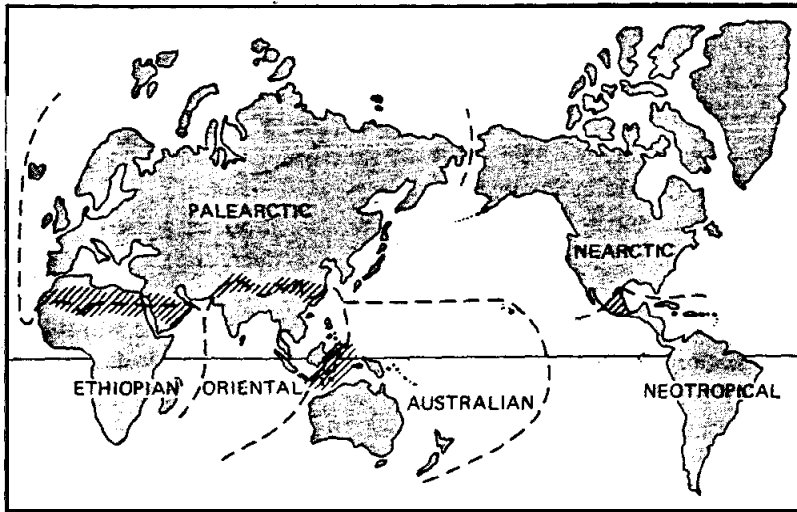 PALEARCTIC
NEARCTIC
ETHIOPIAN
ORIENTAL
AUSTRALIAN
NEOTROPICAL